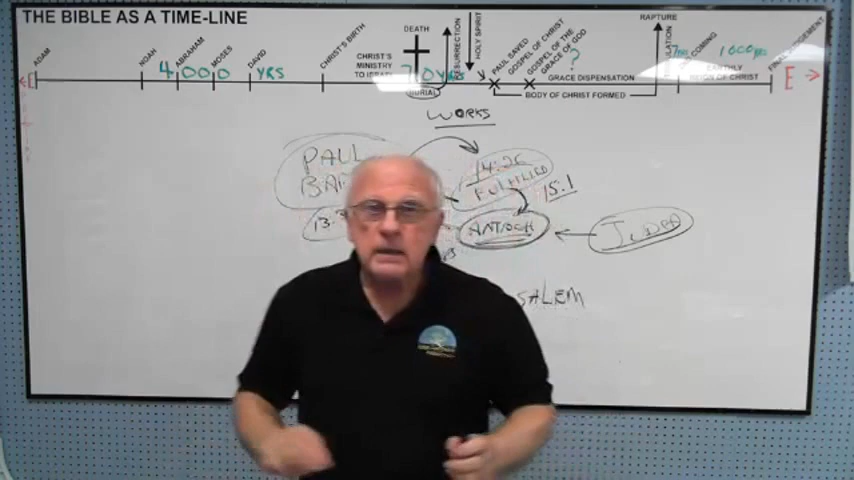 THE BIBLE AS A TIME-LINE
ADAM
NOAH
ABRAHAM
MOSES
DAVID
CHRIST'S BIRTH
CHRIST'S
MINISTRY
TO
DEATH
BURIAL
RESURRECTION
HOLY SPIRIT
PAUL SAVED
GOSPEL OF CHRIST
GOSPEL OF THE
GRACE OF GOD
?
GRACE DISPENSATION
BODY OF CHRIST FORMED
RAPTURE
COMING
EARTHLY
REIGN OF CHRIST
FINAL JUDGEMENT
4000 YRS
1000 YRS
E
E
WORKS
PAUL
14:26
FULFILLED
15.1
13.3
ANTIOCH
JUDEA
SALEM